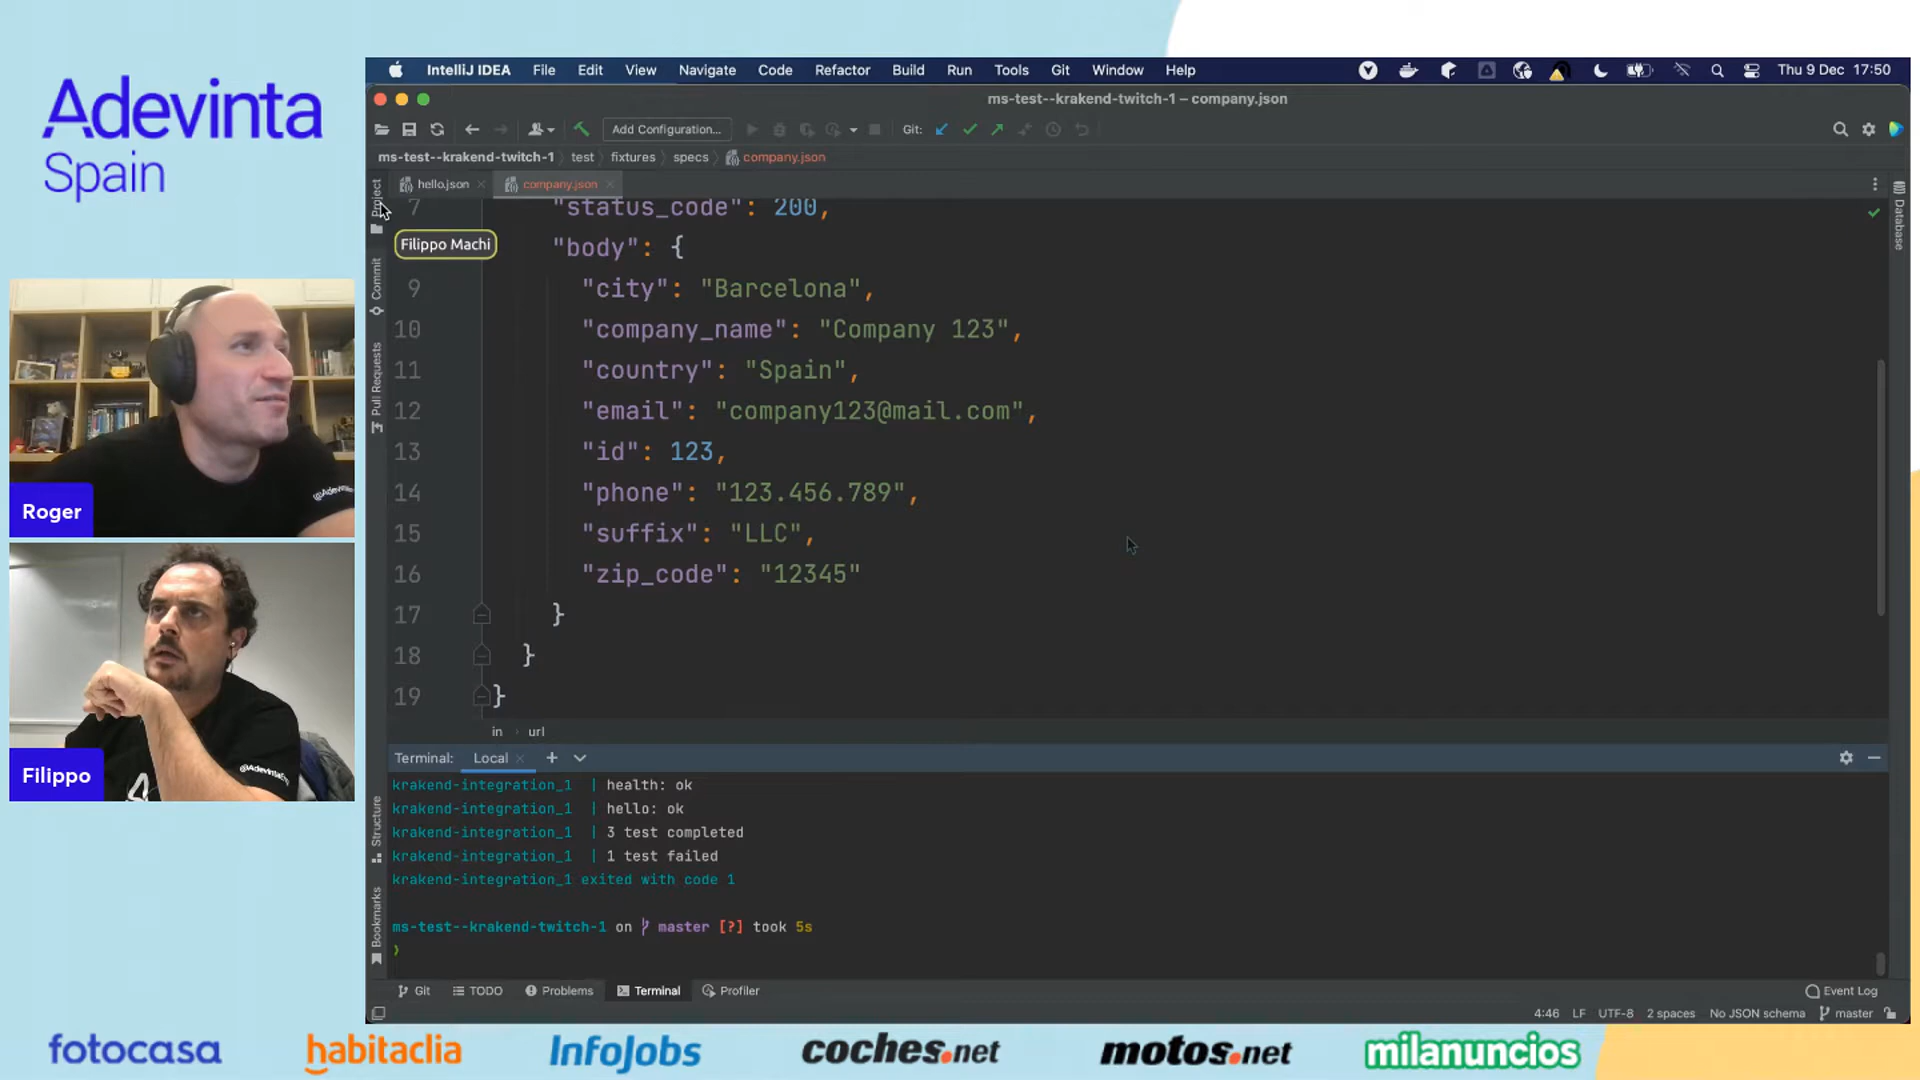 Adevinta
Spain
IntelliJ IDEA File Edit View Navigate Code Refactor Build Run Tools Git Window Help
Thu 9 Dec 17:50
ms-test--krakend-twitch-1 – company.json
Add Configuration...
Git:
ms-test--krakend-twitch-1 test fixtures specs company.json
hello.json company.json
Project
Commit
Pull Requests
Structure
Bookmarks
Database
Filippo Machi
7 "status_code": 200,
"body": {
9 "city": "Barcelona",
10 "company_name": "Company 123",
11 "country": "Spain",
12 "email": "company123@mail.com",
13 "id": 123,
14 "phone": "123.456.789",
15 "suffix": "LLC",
16 "zip_code": "12345"
17 }
18 }
19 }
in › url
Terminal: Local
krakend-integration_1 | health: ok
krakend-integration_1 | hello: ok
krakend-integration_1 | 3 test completed
krakend-integration_1 | 1 test failed
krakend-integration_1 exited with code 1
ms-test--krakend-twitch-1 on master [?] took 5s
❯
Git TODO Problems Terminal Profiler Event Log
4:46 LF UTF-8 2 spaces No JSON schema master
Roger
Filippo
fotocasa habitaclia InfoJobs coches.net motos.net milanuncios